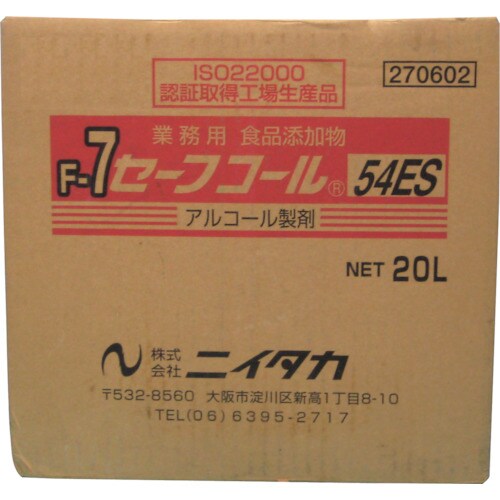 ISO22000
認証取得工場生産品
270602
業務用 食品添加物
F-7セーフコール® 54ES
アルコール製剤
NET 20L
株式会社 ニイタカ
〒532-8560 大阪市淀川区新高1丁目8-10
TEL(06)6395-2717